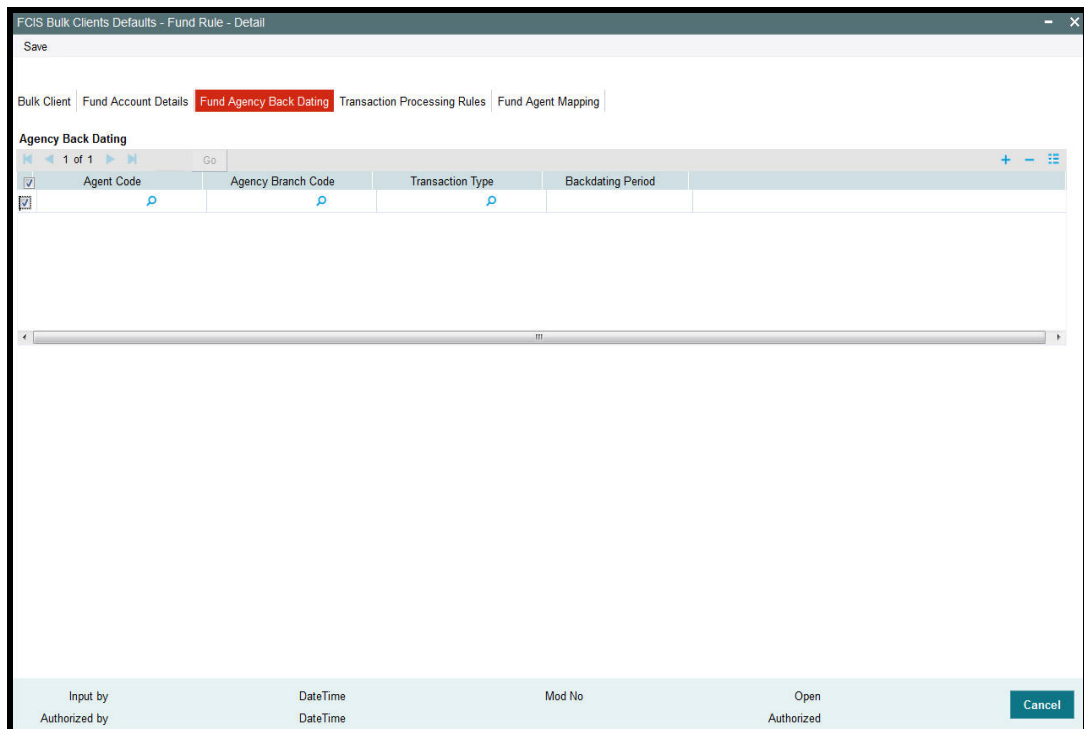 FCIS Bulk Clients Defaults - Fund Rule - Detail
Save
Bulk Client Fund Account Details Fund Agency Back Dating Transaction Processing Rules Fund Agent Mapping
Agency Back Dating
1 of 1 Go
Agent Code Agency Branch Code Transaction Type Backdating Period
Input by DateTime Mod No Open
Authorized by DateTime Authorized
Cancel